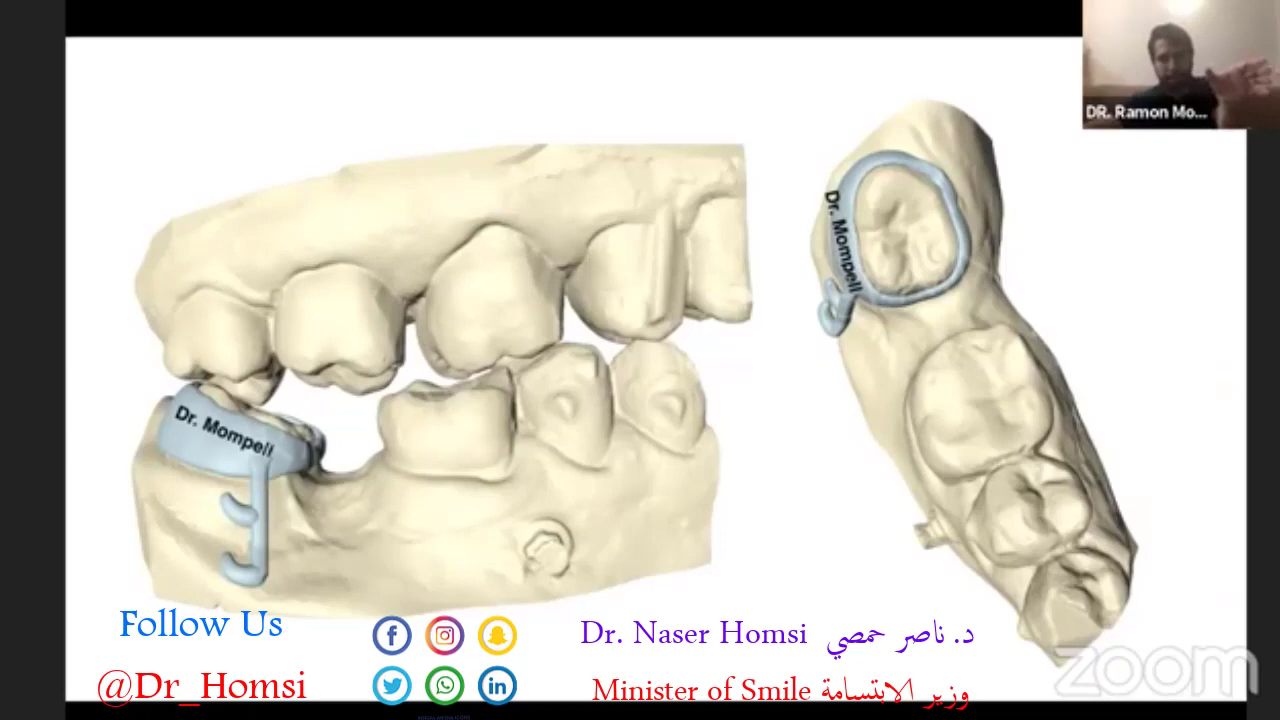 DR. Ramon Mo...
Dr. Mompell
Dr. Mompell
Follow Us
@Dr_Homsi
Dr. Naser Homsi د. ناصر حمصي
Minister of Smile وزير الابتسامة
zoom